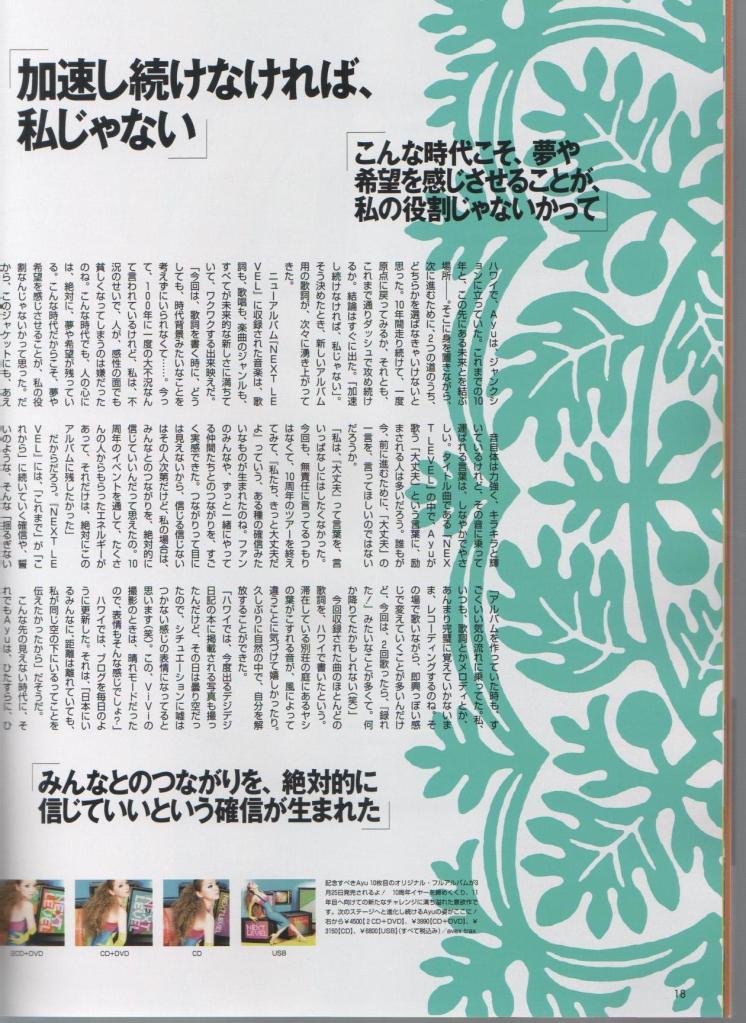 「加速し続けなければ、
私じゃない」
「こんな時代こそ、夢や
希望を感じさせることが、
私の役割じゃないかって」
ハワイで、Ayuは、ジャンクシ
ョンに立っていた。これまでの10
年と、この先にある未来とを結ぶ
場所――。そこに身を置きながら、
次に進むために、2つの道のうち、
どちらかを選ばなきゃいけないと
思った。10年間走り続けて、一度
原点に戻ってみるか、それとも、
これまで通りダッシュで攻め続け
るか。結論はすぐに出た。「加速
し続けなければ、私じゃない」。
そう決めたとき、新しいアルバム
用の歌詞が、次々に湧き上がって
きた。
ニューアルバム『NEXT LE
VEL』に収録された音楽は、歌
詞も、歌唱も、楽曲のジャンルも、
すべてが未来的な新しさに満ちて
いて、ワクワクする出来映えだ。
「今回は、歌詞を書く時に、どう
しても、時代背景みたいなことを
考えずにいられなくて……。今っ
て、100年に一度の大不況なん
て言われているけれど、私は、不
況のせいで、人が、感性の面でも
貧しくなってしまうのは嫌だった
のね。こんな時代でも、人の心に
は、絶対に、夢や希望が残ってい
る。こんな時代だからこそ、夢や
希望を感じさせることが、私の役
割なんじゃないかって思った。だ
から、このジャケットにも、あえ
音自体は力強く、キラキラと輝
いているけれど、その音に乗って
運ばれる言葉は、しなやかでやさ
しい。タイトル曲である「NEX
T LEVEL」の中で、Ayuが
歌う「大丈夫」という言葉に、励
まされる人は多いだろう。誰もが
今、前に進むために、「大丈夫」の
一言を、言ってほしいのではない
だろうか。
「私は、「大丈夫」って言葉を、言
いっぱなしにはしたくなかった。
今回も、無責任に言ってるつもり
はなくて、10周年のツアーを終え
てみて、「私たち、きっと大丈夫だ
よ」っていう、ある種の確信みた
いなものが生まれたのね。ファン
のみんなや、ずっと一緒にやって
る仲間たちとのつながりを、すご
く実感できた。つながりって目に
は見えないから、信じる信じない
はその人次第だけど、私の場合は、
みんなとのつながりを、絶対的に
信じていいんだって思えたの。10
周年のイベントを通して、たくさ
んの人からもらったエネルギーが
あって、それだけは、絶対にこの
アルバムに残したかった」
だからだろう。『NEXT LE
VEL』には、「これまで」が「こ
れから」に続いていく確信や、誓
いのような、そんな「揺るぎない
「アルバムを作っていた時も、す
ごくいい気の流れに乗ってた。私、
いつも、歌詞とかメロディとか、
あんまり完璧に覚えていかないま
ま、レコーディングするのね。そ
の場で歌いながら、即興っぽい感
じで変えていくことが多いんだけ
ど、今回は、2回歌ったら、「録れ
た!」みたいなことが多くて。何
か降りてたかもしれない(笑)」
今回収録された曲のほとんどの
歌詞を、ハワイで書いたという。
滞在している別荘の庭にあるヤシ
の葉がこすれる音が、風によって
違うことに気づけて嬉しかったり。
久しぶりに自然の中で、自分を解
放することができた。
「ハワイでは、今度出るデジデジ
日記の本に掲載される写真も撮っ
たんだけど、その日は曇り空だっ
たので、シチュエーションに嘘は
つかない感じの表情になってると
思います(笑)。この、ViViの
撮影のときは、晴れモードだった
ので、表情もそんな感じでしょ?」
ハワイでは、ブログを毎日のよ
うに更新した。それは、「日本にい
るみんなに、距離は離れていても、
私が同じ空の下にいるってことを
伝えたかったから」だそうだ。
こんな先の見えない時代に、そ
れでもAyuは、ひたすらに、ひ
「みんなとのつながりを、絶対的に
信じていいという確信が生まれた」
記念すべきAyu 10枚目のオリジナル・フルアルバムが3
月25日発売されるよ! 10周年イヤーを締めくくり、11
年目へ向けての新たなチャレンジに満ち溢れた意欲作で
す。次のステージへと進化し続けるAyuの姿がここに/
右から¥4500【2 CD+DVD】、¥3990【CD+DVD】、¥
3150【CD】、¥6800【USB】(すべて税込み)/avex trax
NEXT
LEVEL
NEXT
LEVEL
NEXT LEVEL
NEXT
LEVEL
2CD+DVD
CD+DVD
CD
USB
18